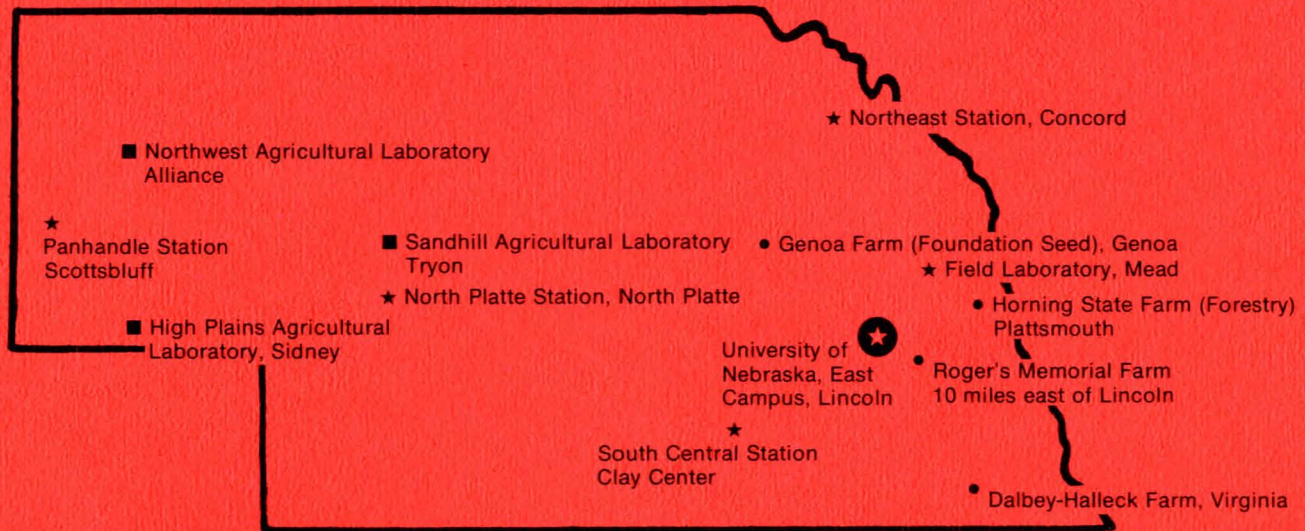 ★ Northeast Station, Concord
■ Northwest Agricultural Laboratory
Alliance
★
Panhandle Station
Scottsbluff
■ Sandhill Agricultural Laboratory
Tryon
● Genoa Farm (Foundation Seed), Genoa
★ Field Laboratory, Mead
★ North Platte Station, North Platte
● Horning State Farm (Forestry)
Plattsmouth
■ High Plains Agricultural
Laboratory, Sidney
University of
Nebraska, East
Campus, Lincoln
● Roger's Memorial Farm
10 miles east of Lincoln
★
South Central Station
Clay Center
● Dalbey-Halleck Farm, Virginia